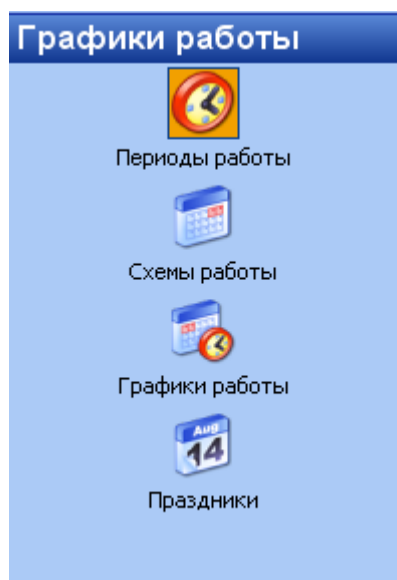 Графики работы
Периоды работы
Схемы работы
Графики работы
Aug
14
Праздники